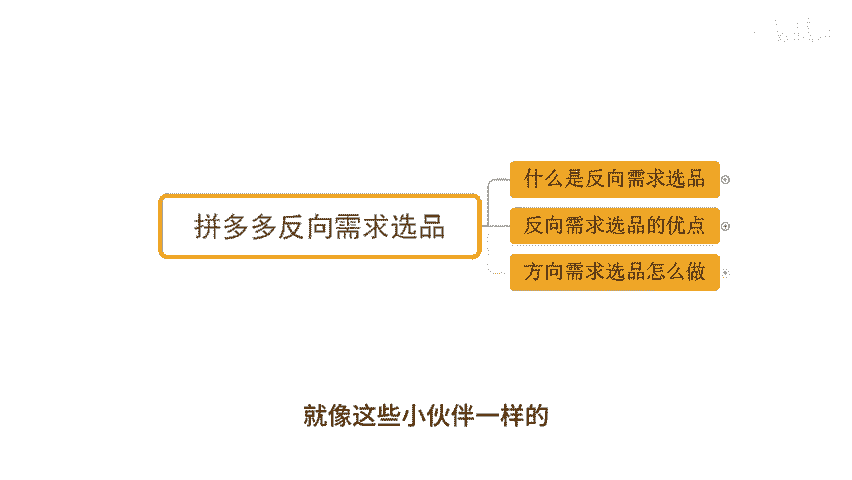 拼多多反向需求选品
什么是反向需求选品
反向需求选品的优点
方向需求选品怎么做
就像这些小伙伴一样的